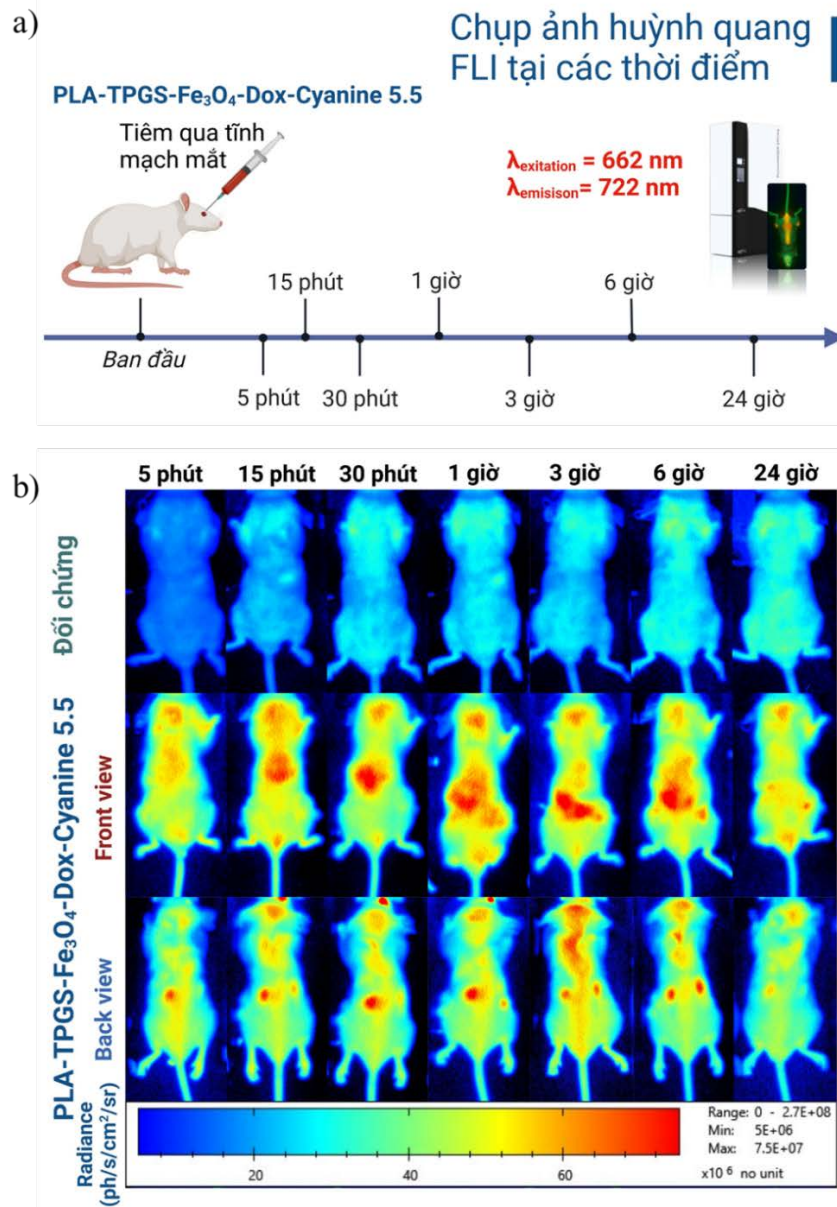 a)
Chụp ảnh huỳnh quang
FLI tại các thời điểm
PLA-TPGS-Fe₃O₄-Dox-Cyanine 5.5
Tiêm qua tĩnh
mạch mắt
λexitation = 662 nm
λemisison= 722 nm
15 phút
1 giờ
6 giờ
Ban đầu
5 phút
30 phút
3 giờ
24 giờ
b)
5 phút 15 phút 30 phút 1 giờ 3 giờ 6 giờ 24 giờ
Đối chứng
PLA-TPGS-Fe₃O₄-Dox-Cyanine 5.5
Front view
Back view
Radiance
(ph/s/cm²/sr)
20 40 60
Range: 0 - 2.7E+08
Min: 5E+06
Max: 7.5E+07
x10⁶ no unit